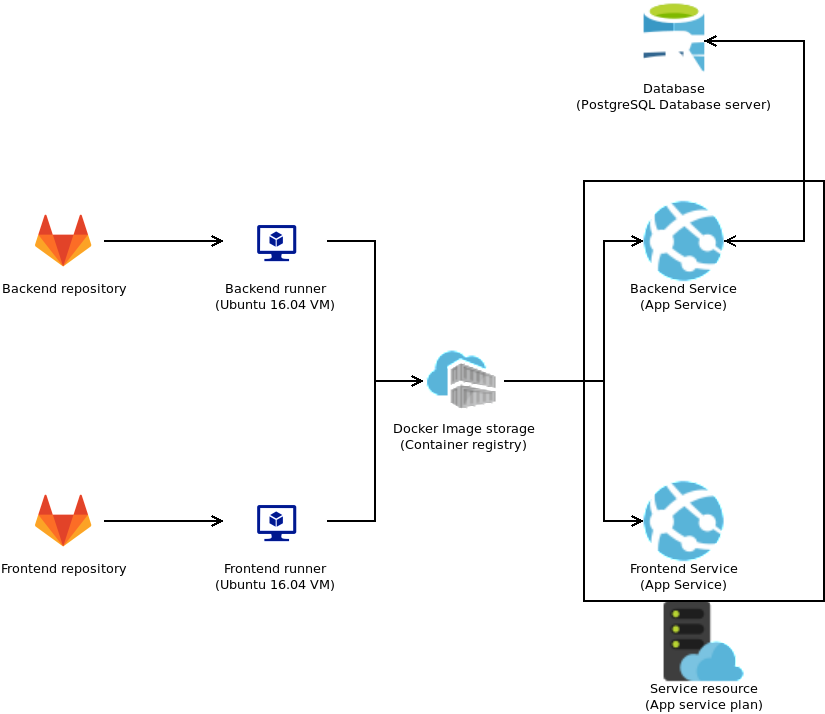 Database
(PostgreSQL Database server)
Backend repository
Backend runner
(Ubuntu 16.04 VM)
Backend Service
(App Service)
Docker Image storage
(Container registry)
Frontend repository
Frontend runner
(Ubuntu 16.04 VM)
Frontend Service
(App Service)
Service resource
(App service plan)